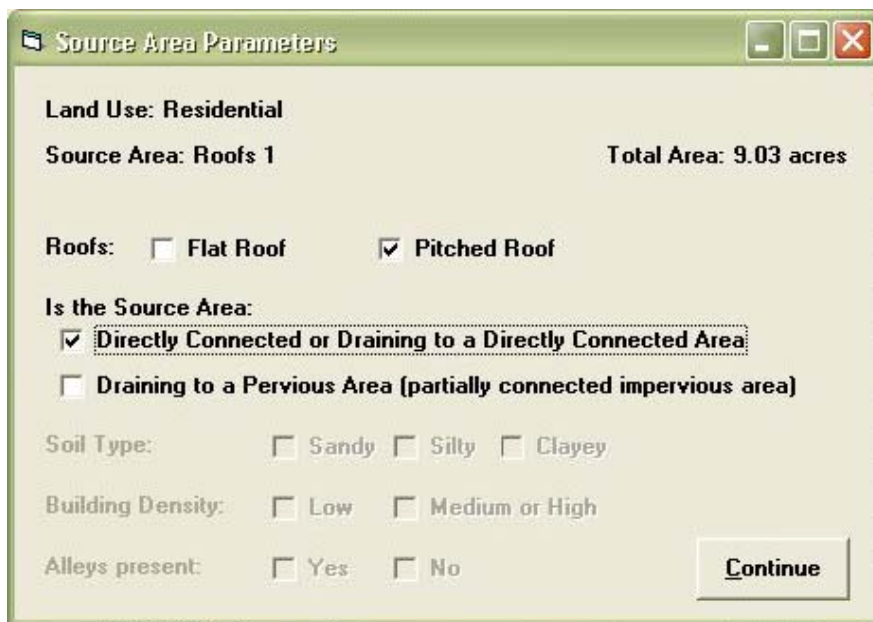 Source Area Parameters
Land Use: Residential
Source Area: Roofs 1 Total Area: 9.03 acres
Roofs: Flat Roof Pitched Roof
Is the Source Area:
Directly Connected or Draining to a Directly Connected Area
Draining to a Pervious Area (partially connected impervious area)
Soil Type: Sandy Silty Clayey
Building Density: Low Medium or High
Alleys present: Yes No
Continue